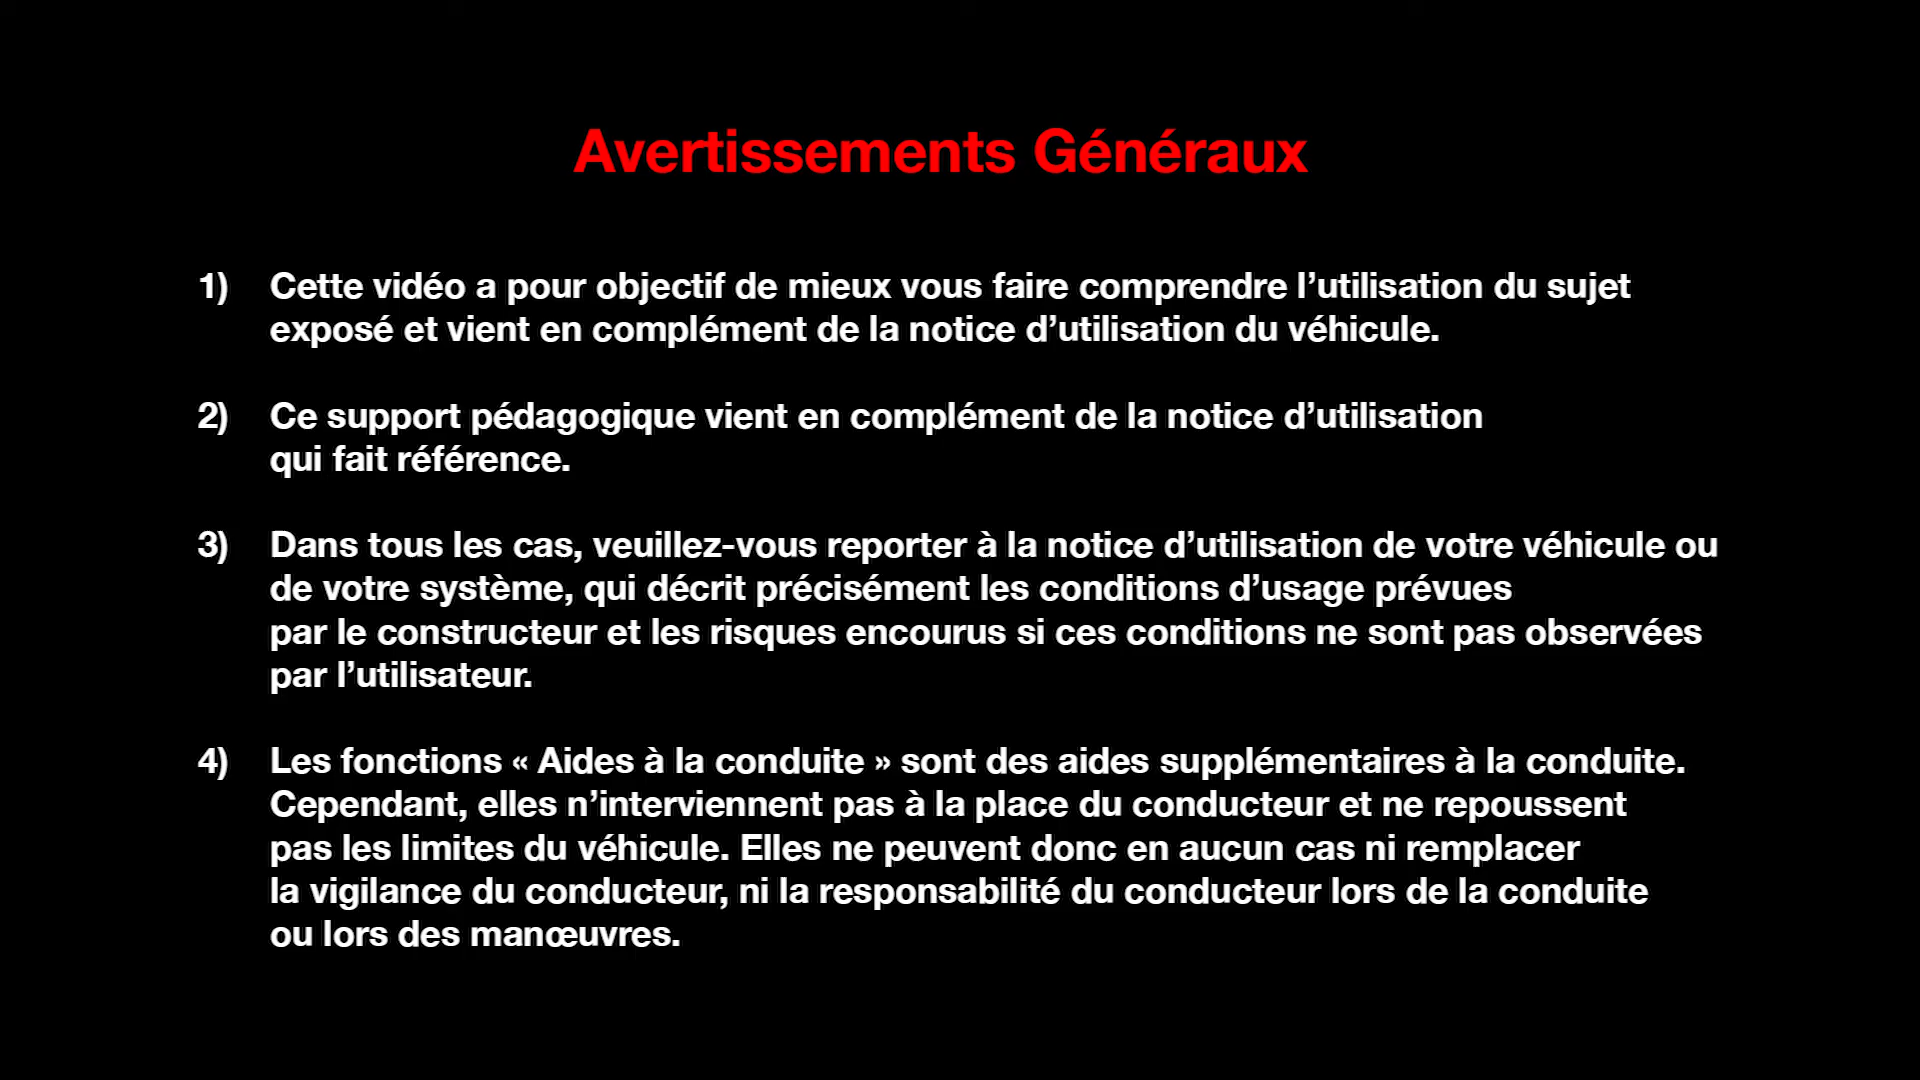 Avertissements Généraux
1) Cette vidéo a pour objectif de mieux vous faire comprendre l’utilisation du sujet
exposé et vient en complément de la notice d’utilisation du véhicule.
2) Ce support pédagogique vient en complément de la notice d’utilisation
qui fait référence.
3) Dans tous les cas, veuillez-vous reporter à la notice d’utilisation de votre véhicule ou
de votre système, qui décrit précisément les conditions d’usage prévues
par le constructeur et les risques encourus si ces conditions ne sont pas observées
par l’utilisateur.
4) Les fonctions « Aides à la conduite » sont des aides supplémentaires à la conduite.
Cependant, elles n’interviennent pas à la place du conducteur et ne repoussent
pas les limites du véhicule. Elles ne peuvent donc en aucun cas ni remplacer
la vigilance du conducteur, ni la responsabilité du conducteur lors de la conduite
ou lors des manœuvres.